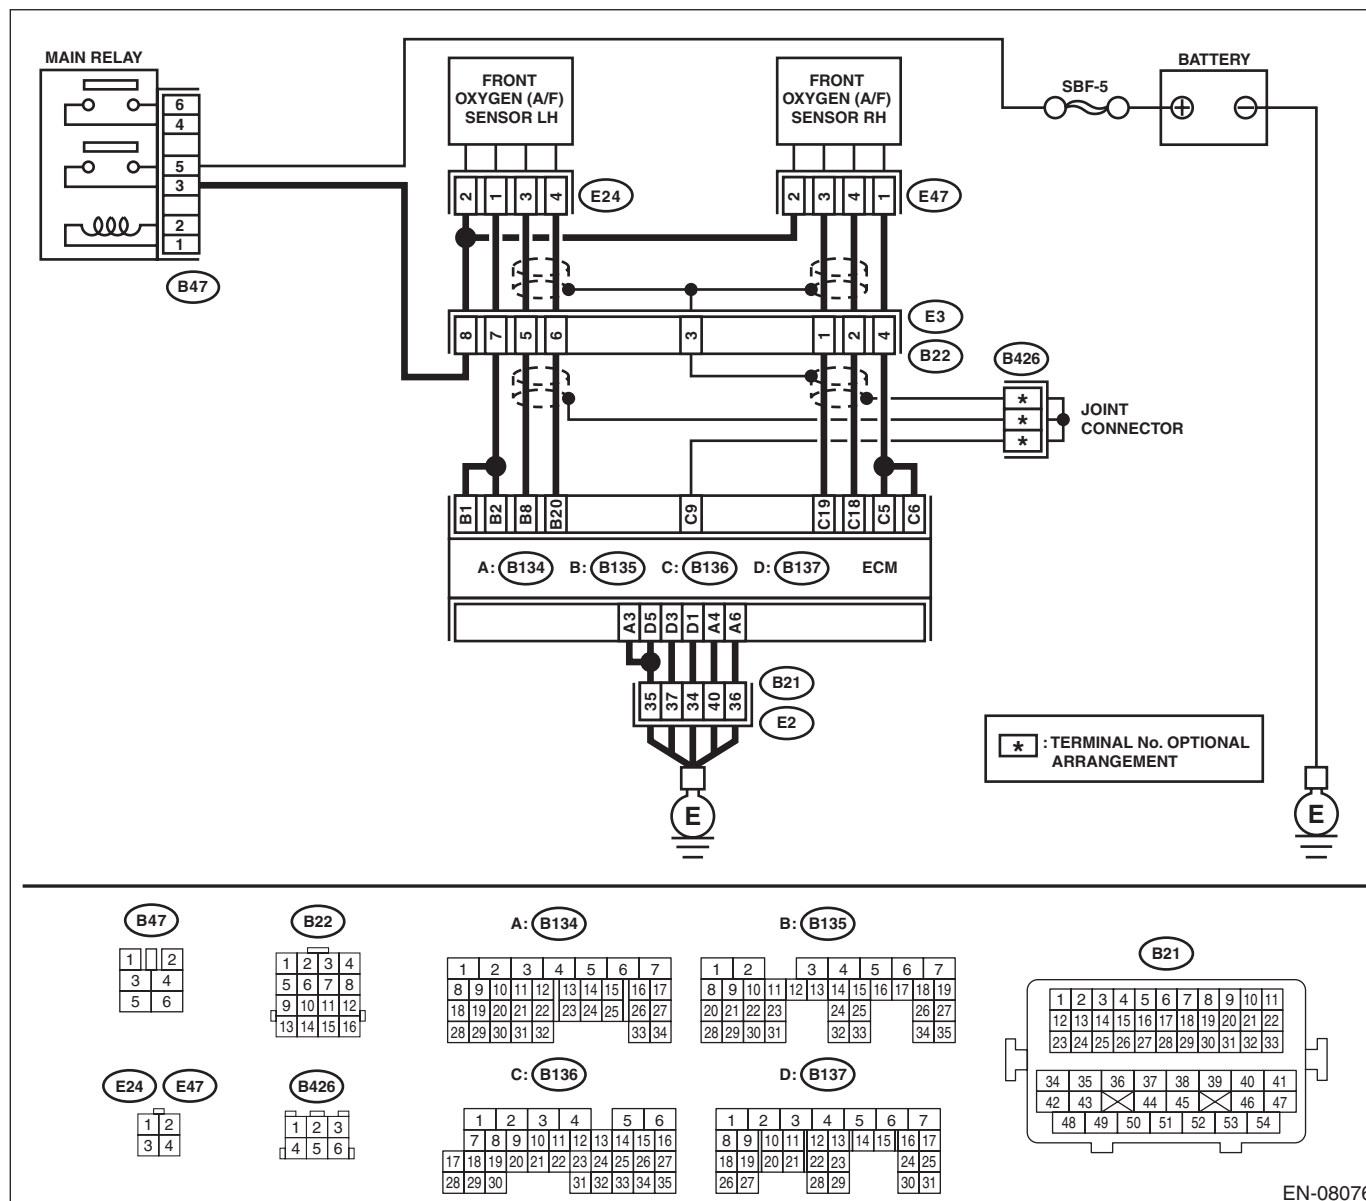 MAIN RELAY
6
4
5
3
2
1
B47
FRONT
OXYGEN (A/F)
SENSOR LH
FRONT
OXYGEN (A/F)
SENSOR RH
SBF-5
BATTERY
2 1 3 4
E24
2 3 4 1
E47
8 7 5 6 3 1 2 4
E3
B22
B426
*
*
*
JOINT
CONNECTOR
B1 B2 B8 B20 C9 C19 C18 C5 C6
A: B134 B: B135 C: B136 D: B137 ECM
A3 D5 D3 D1 A4 A6
35 37 34 40 36
B21
E2
E
* : TERMINAL No. OPTIONAL
ARRANGEMENT
E
B47
1 2
3 4
5 6
B22
1 2 3 4
5 6 7 8
9 10 11 12
13 14 15 16
A: B134
1 2 3 4 5 6 7
8 9 10 11 12 13 14 15 16 17
18 19 20 21 22 23 24 25 26 27
28 29 30 31 32 33 34
B: B135
1 2 3 4 5 6 7
8 9 10 11 12 13 14 15 16 17 18 19
20 21 22 23 24 25 26 27
28 29 30 31 32 33 34 35
B21
1 2 3 4 5 6 7 8 9 10 11
12 13 14 15 16 17 18 19 20 21 22
23 24 25 26 27 28 29 30 31 32 33
34 35 36 37 38 39 40 41
42 43 44 45 46 47
48 49 50 51 52 53 54
E24 E47
1 2
3 4
B426
1 2 3
4 5 6
C: B136
1 2 3 4 5 6
7 8 9 10 11 12 13 14 15 16
17 18 19 20 21 22 23 24 25 26 27
28 29 30 31 32 33 34 35
D: B137
1 2 3 4 5 6 7
8 9 10 11 12 13 14 15 16 17
18 19 20 21 22 23 24 25
26 27 28 29 30 31
EN-08076